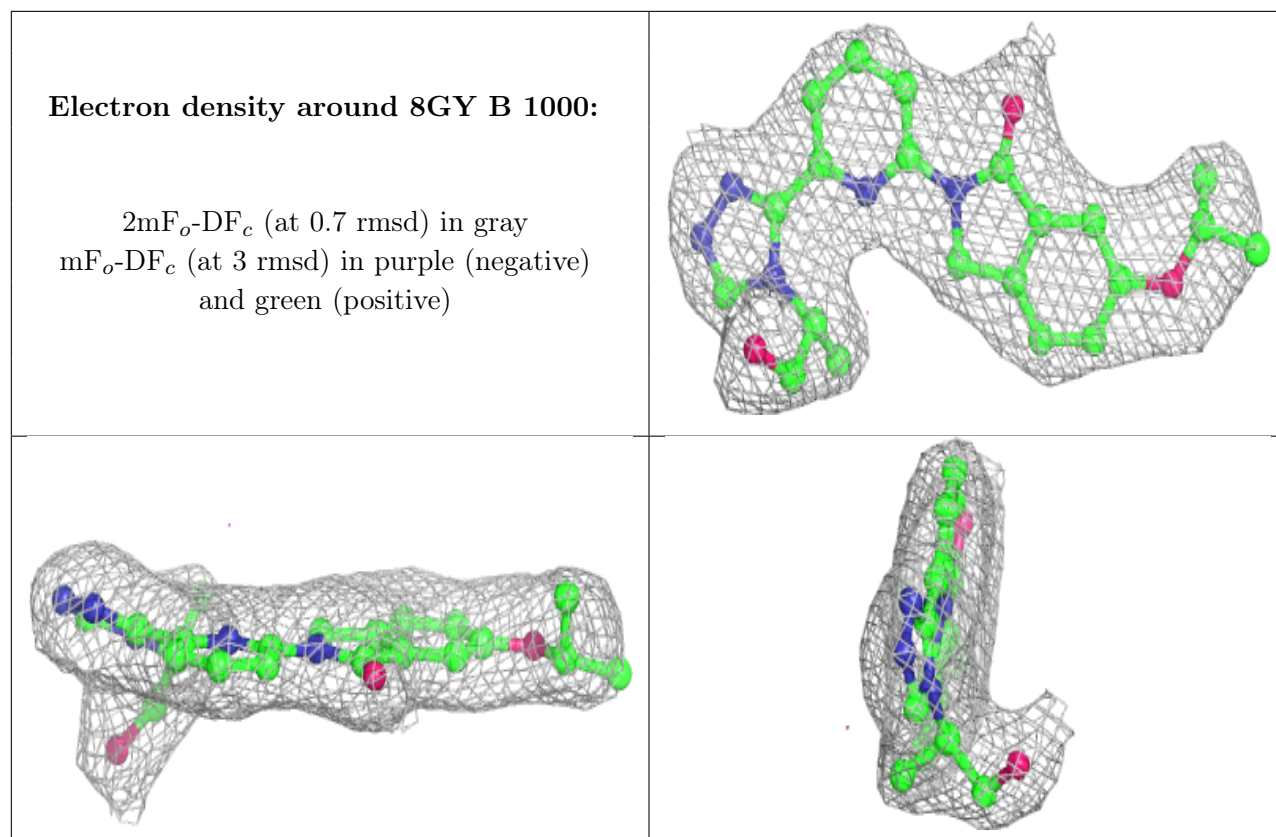 Electron density around 8GY B 1000:
2mFo-DFc (at 0.7 rmsd) in gray
mFo-DFc (at 3 rmsd) in purple (negative)
and green (positive)